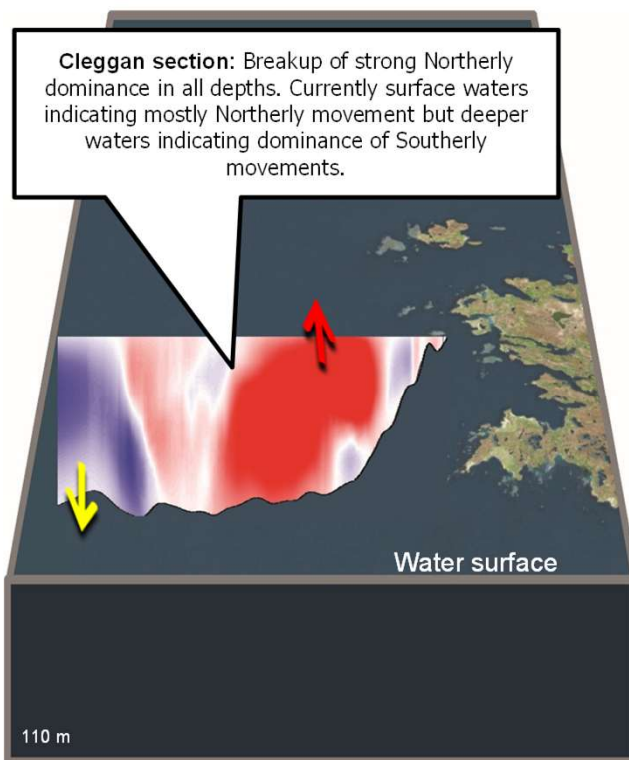 Cleggan section: Breakup of strong Northerly
dominance in all depths. Currently surface waters
indicating mostly Northerly movement but deeper
waters indicating dominance of Southerly
movements.
Water surface
110 m